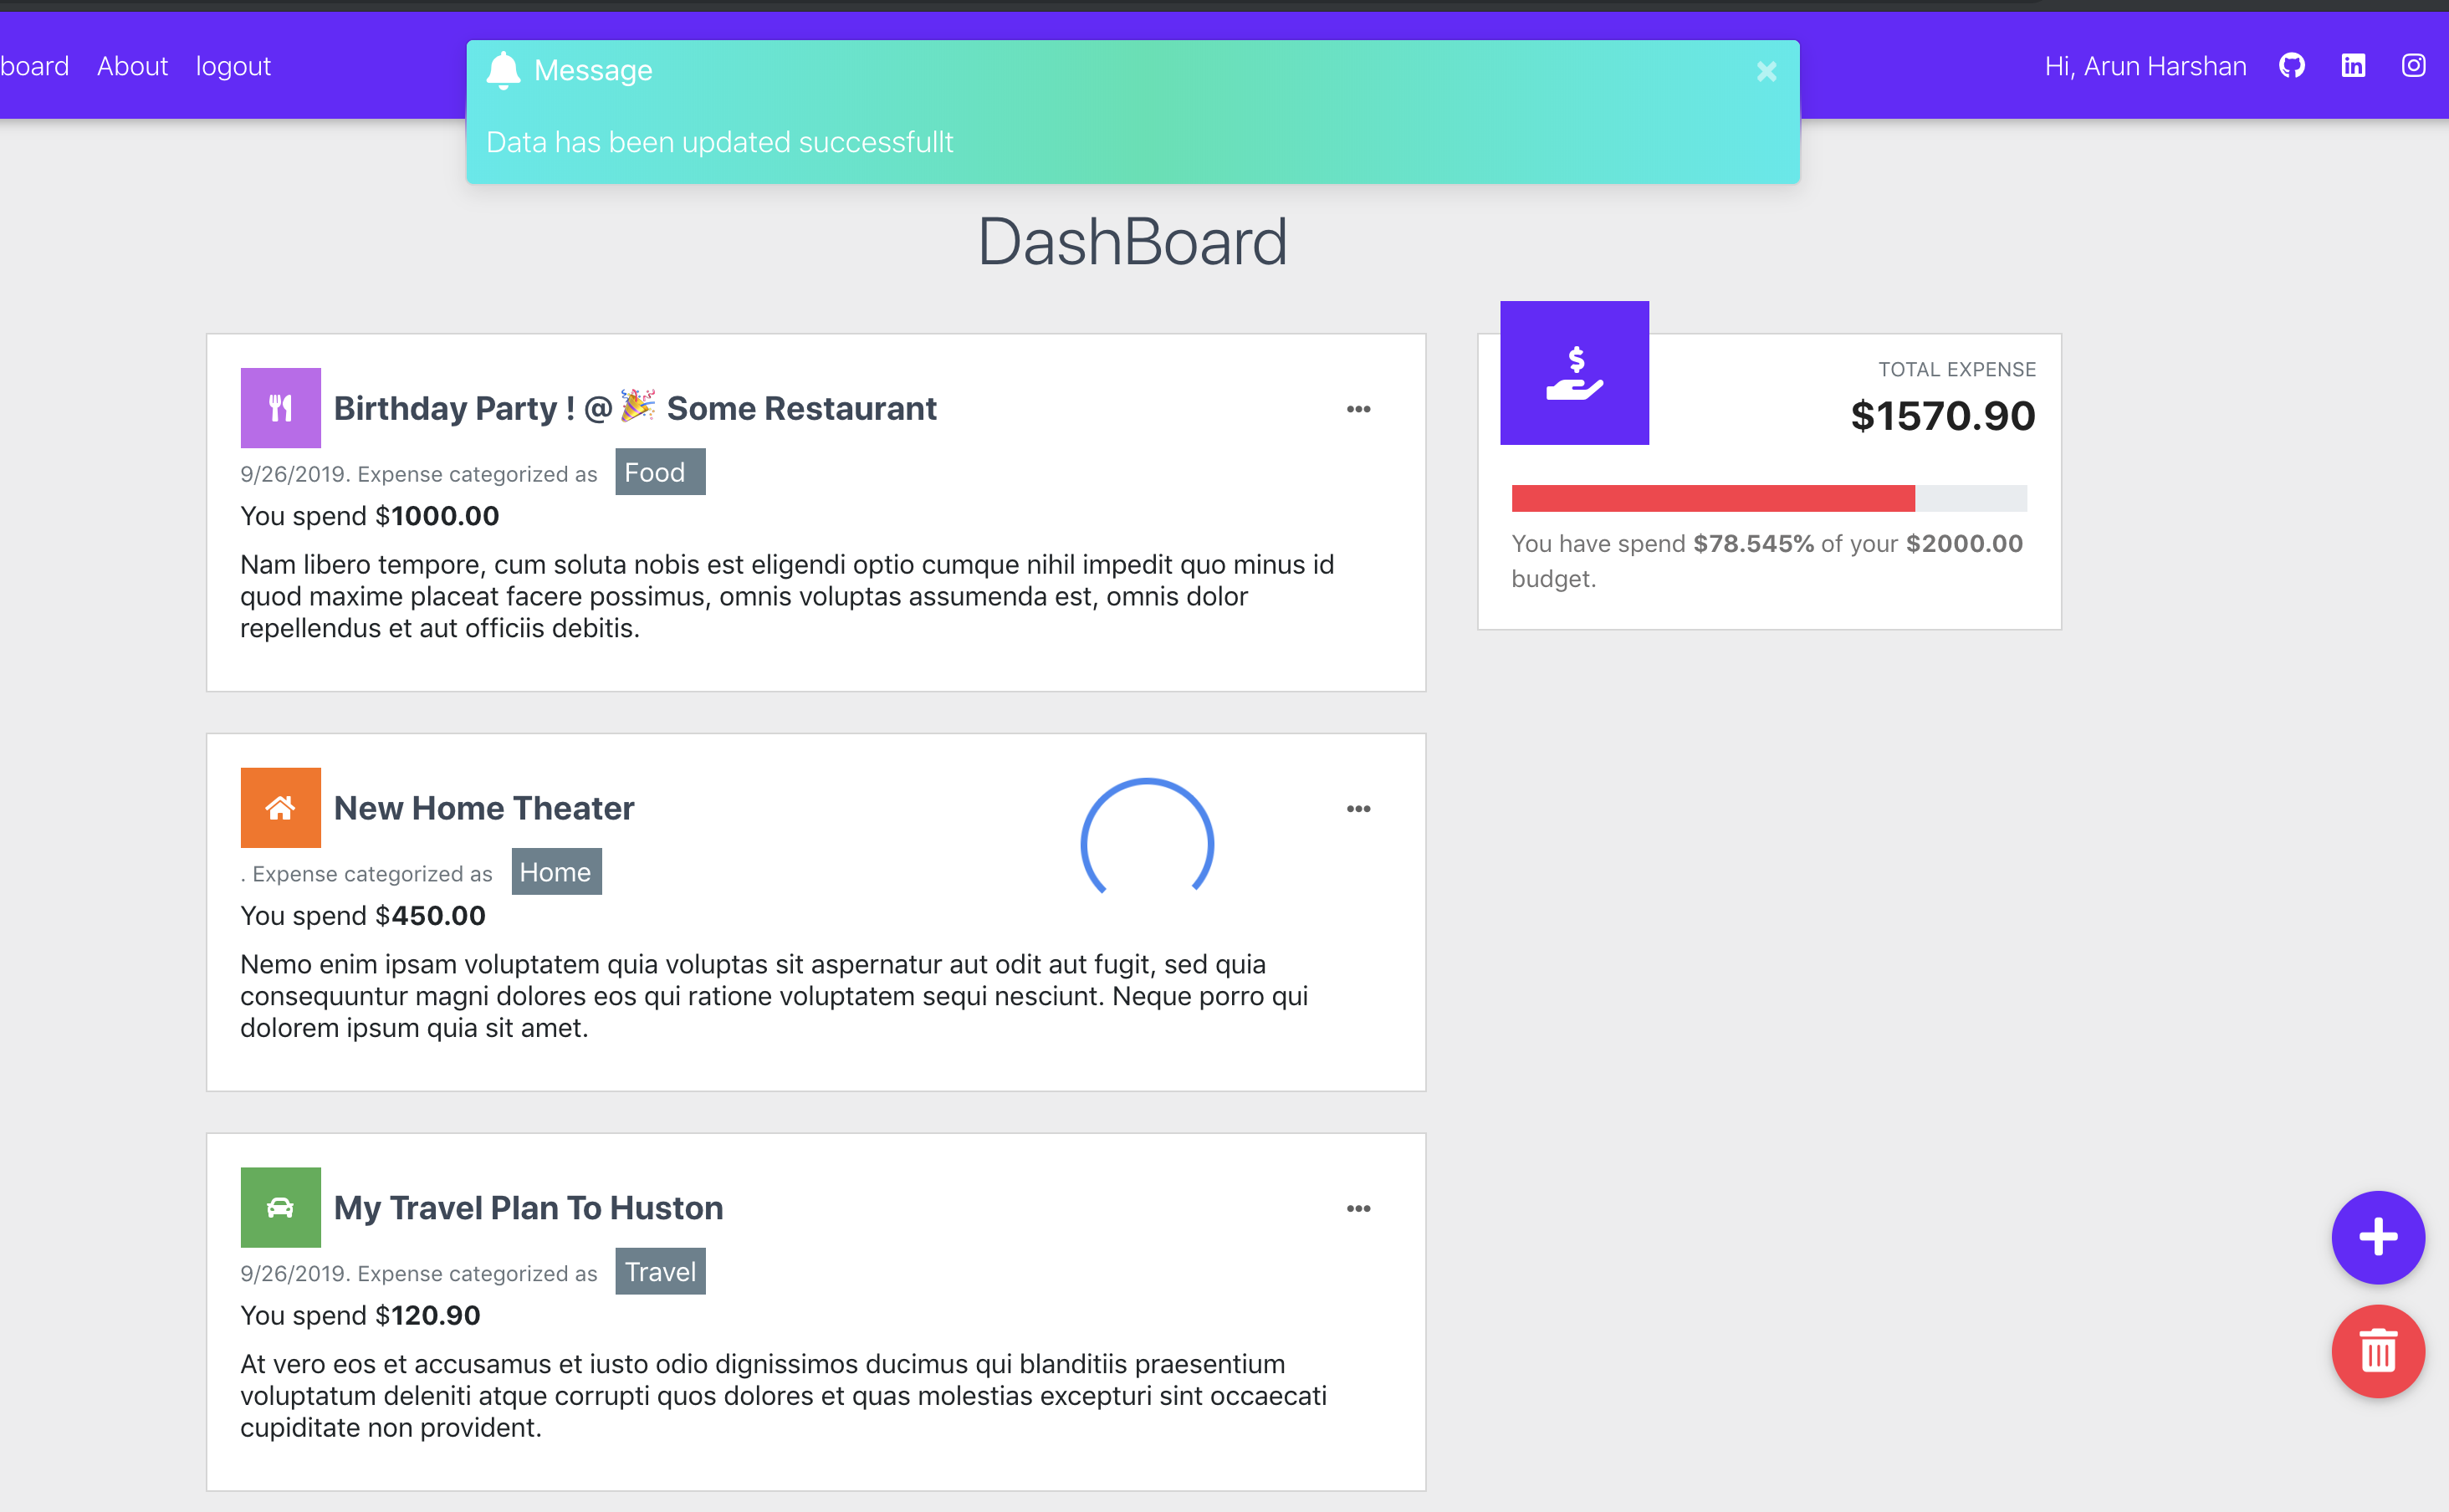 board About logout
Hi, Arun Harshan
Message
Data has been updated successfullt
DashBoard
Birthday Party ! @🎉 Some Restaurant
9/26/2019. Expense categorized as Food
You spend $1000.00
Nam libero tempore, cum soluta nobis est eligendi optio cumque nihil impedit quo minus id
quod maxime placeat facere possimus, omnis voluptas assumenda est, omnis dolor
repellendus et aut officiis debitis.
TOTAL EXPENSE
$1570.90
You have spend $78.545% of your $2000.00
budget.
New Home Theater
. Expense categorized as Home
You spend $450.00
Nemo enim ipsam voluptatem quia voluptas sit aspernatur aut odit aut fugit, sed quia
consequuntur magni dolores eos qui ratione voluptatem sequi nesciunt. Neque porro qui
dolorem ipsum quia sit amet.
My Travel Plan To Huston
9/26/2019. Expense categorized as Travel
You spend $120.90
At vero eos et accusamus et iusto odio dignissimos ducimus qui blanditiis praesentium
voluptatum deleniti atque corrupti quos dolores et quas molestias excepturi sint occaecati
cupiditate non provident.